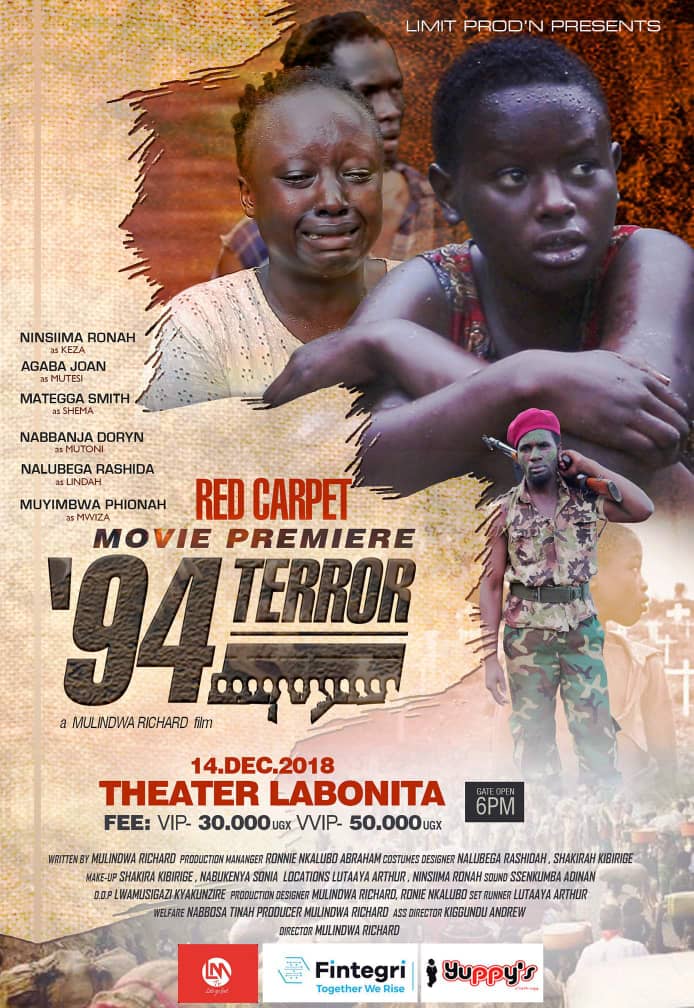 LIMIT PROD'N PRESENTS
NINSIIMA RONAH
as KEZA
AGABA JOAN
as MUTESI
MATEGGA SMITH
as SHEMA
NABBANJA DORYN
as MUTONI
NALUBEGA RASHIDA
as LINDAH
MUYIMBWA PHIONAH
as MWIZA
RED CARPET
MOVIE PREMIERE
'94 TERROR
a MULINDWA RICHARD film
14.DEC.2018
THEATER LABONITA
GATE OPEN
6PM
FEE: VIP- 30.000 UGX VVIP- 50.000 UGX
WRITTEN BY MULINDWA RICHARD PRODUCTION MANANGER RONNIE NKALUBO ABRAHAM COSTUMES DESIGNER NALUBEGA RASHIDAH , SHAKIRAH KIBIRIGE
MAKE-UP SHAKIRA KIBIRIGE , NABUKENYA SONIA LOCATIONS LUTAAYA ARTHUR , NINSIIMA RONAH SOUND SSENKUMBA ADINAN
D.O.P LWAMUSIGAZI KYAKUNZIRE PRODUCTION DESIGNER MULINDWA RICHARD, RONIE NKALUBO SET RUNNER LUTAAYA ARTHUR
WELFARE NABBOSA TINAH PRODUCER MULINDWA RICHARD ASS DIRECTOR KIGGUNDU ANDREW
DIRECTOR MULINDWA RICHARD
LM
Fintegri
Together We Rise
Yuppy's